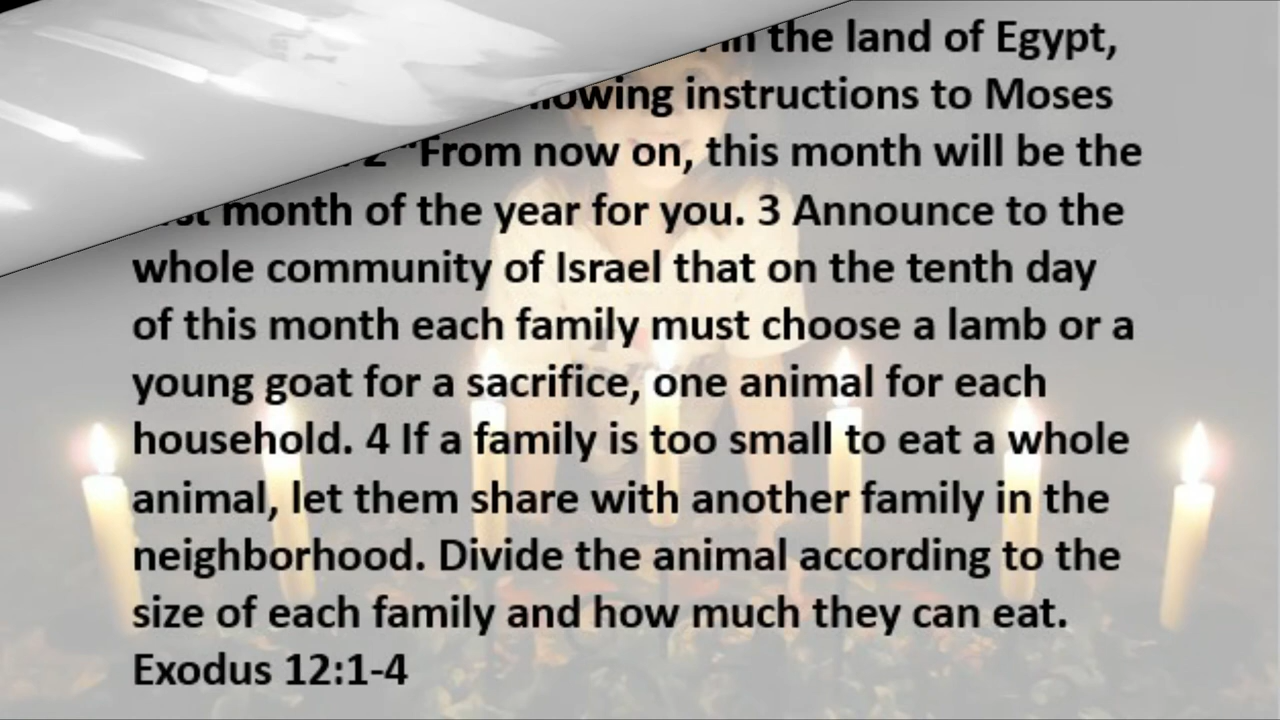 in the land of Egypt,
instructions to Moses
2 "From now on, this month will be the
month of the year for you. 3 Announce to the
whole community of Israel that on the tenth day
of this month each family must choose a lamb or a
young goat for a sacrifice, one animal for each
household. 4 If a family is too small to eat a whole
animal, let them share with another family in the
neighborhood. Divide the animal according to the
size of each family and how much they can eat.
Exodus 12:1-4